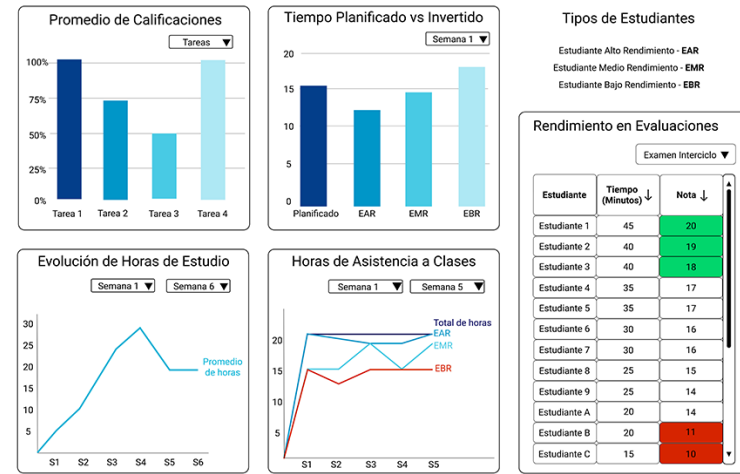 Promedio de Calificaciones
Tareas ▼
100%
75%
50%
25%
0%
Tarea 1 Tarea 2 Tarea 3 Tarea 4
Tiempo Planificado vs Invertido
Semana 1 ▼
20
15
10
5
0
Planificado EAR EMR EBR
Tipos de Estudiantes
Estudiante Alto Rendimiento - EAR
Estudiante Medio Rendimiento - EMR
Estudiante Bajo Rendimiento - EBR
Evolución de Horas de Estudio
Semana 1 ▼ Semana 6 ▼
30
25
20
15
10
5
Promedio
de horas
S1 S2 S3 S4 S5 S6
Horas de Asistencia a Clases
Semana 1 ▼ Semana 5 ▼
Total de horas
EAR
EMR
EBR
20
15
10
5
S1 S2 S3 S4 S5
Rendimiento en Evaluaciones
Examen Interciclo ▼
Estudiante Tiempo (Minutos) ↓ Nota ↓
Estudiante 1 45 20
Estudiante 2 40 19
Estudiante 3 40 18
Estudiante 4 35 17
Estudiante 5 35 17
Estudiante 6 30 16
Estudiante 7 30 16
Estudiante 8 25 15
Estudiante 9 25 14
Estudiante A 20 14
Estudiante B 20 11
Estudiante C 15 10